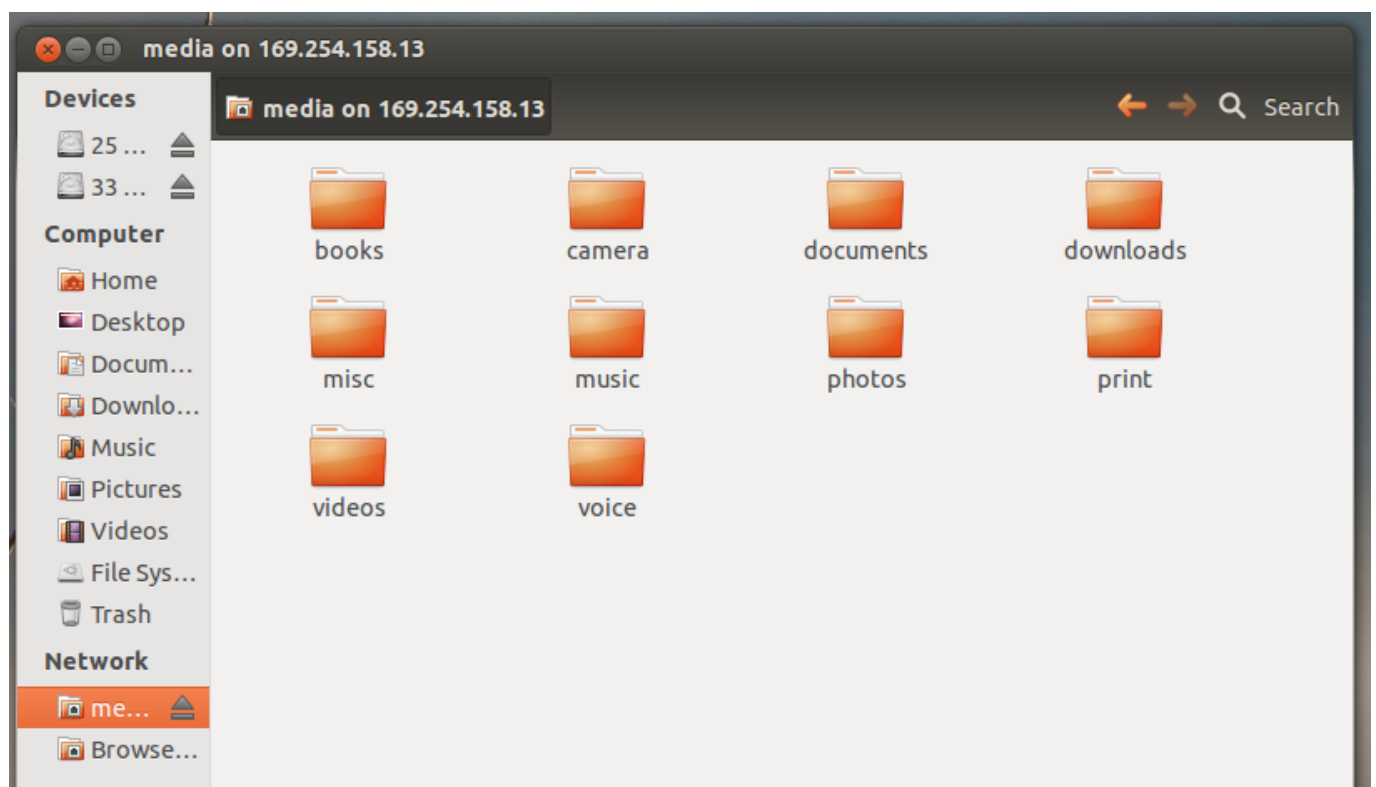 media on 169.254.158.13
Devices
25 ...
33 ...
Computer
Home
Desktop
Docum...
Downlo...
Music
Pictures
Videos
File Sys...
Trash
Network
me...
Browse...
media on 169.254.158.13
Search
books camera documents downloads
misc music photos print
videos voice